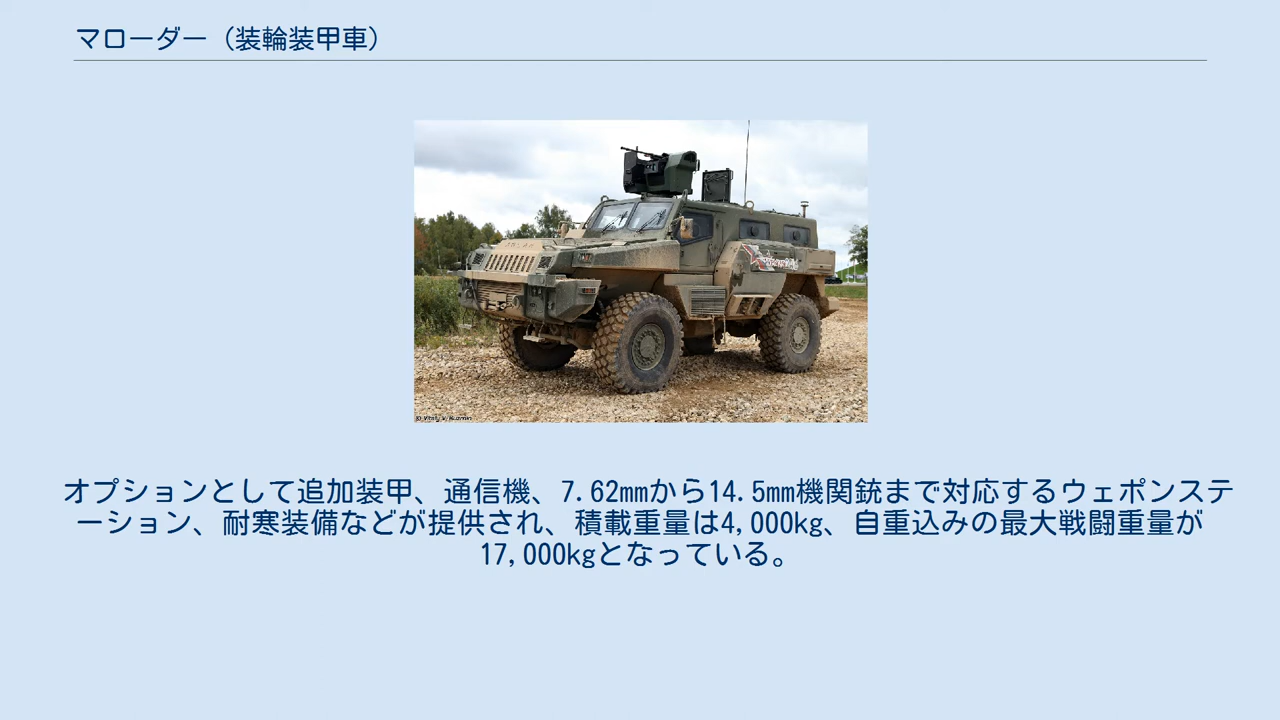 マローダー（装輪装甲車）
© Vitaly V. Kuzmin
オプションとして追加装甲、通信機、7.62㎜から14.5㎜機関銃まで対応するウェポンステ
ーション、耐寒装備などが提供され、積載重量は4,000kg、自重込みの最大戦闘重量が
17,000kgとなっている。